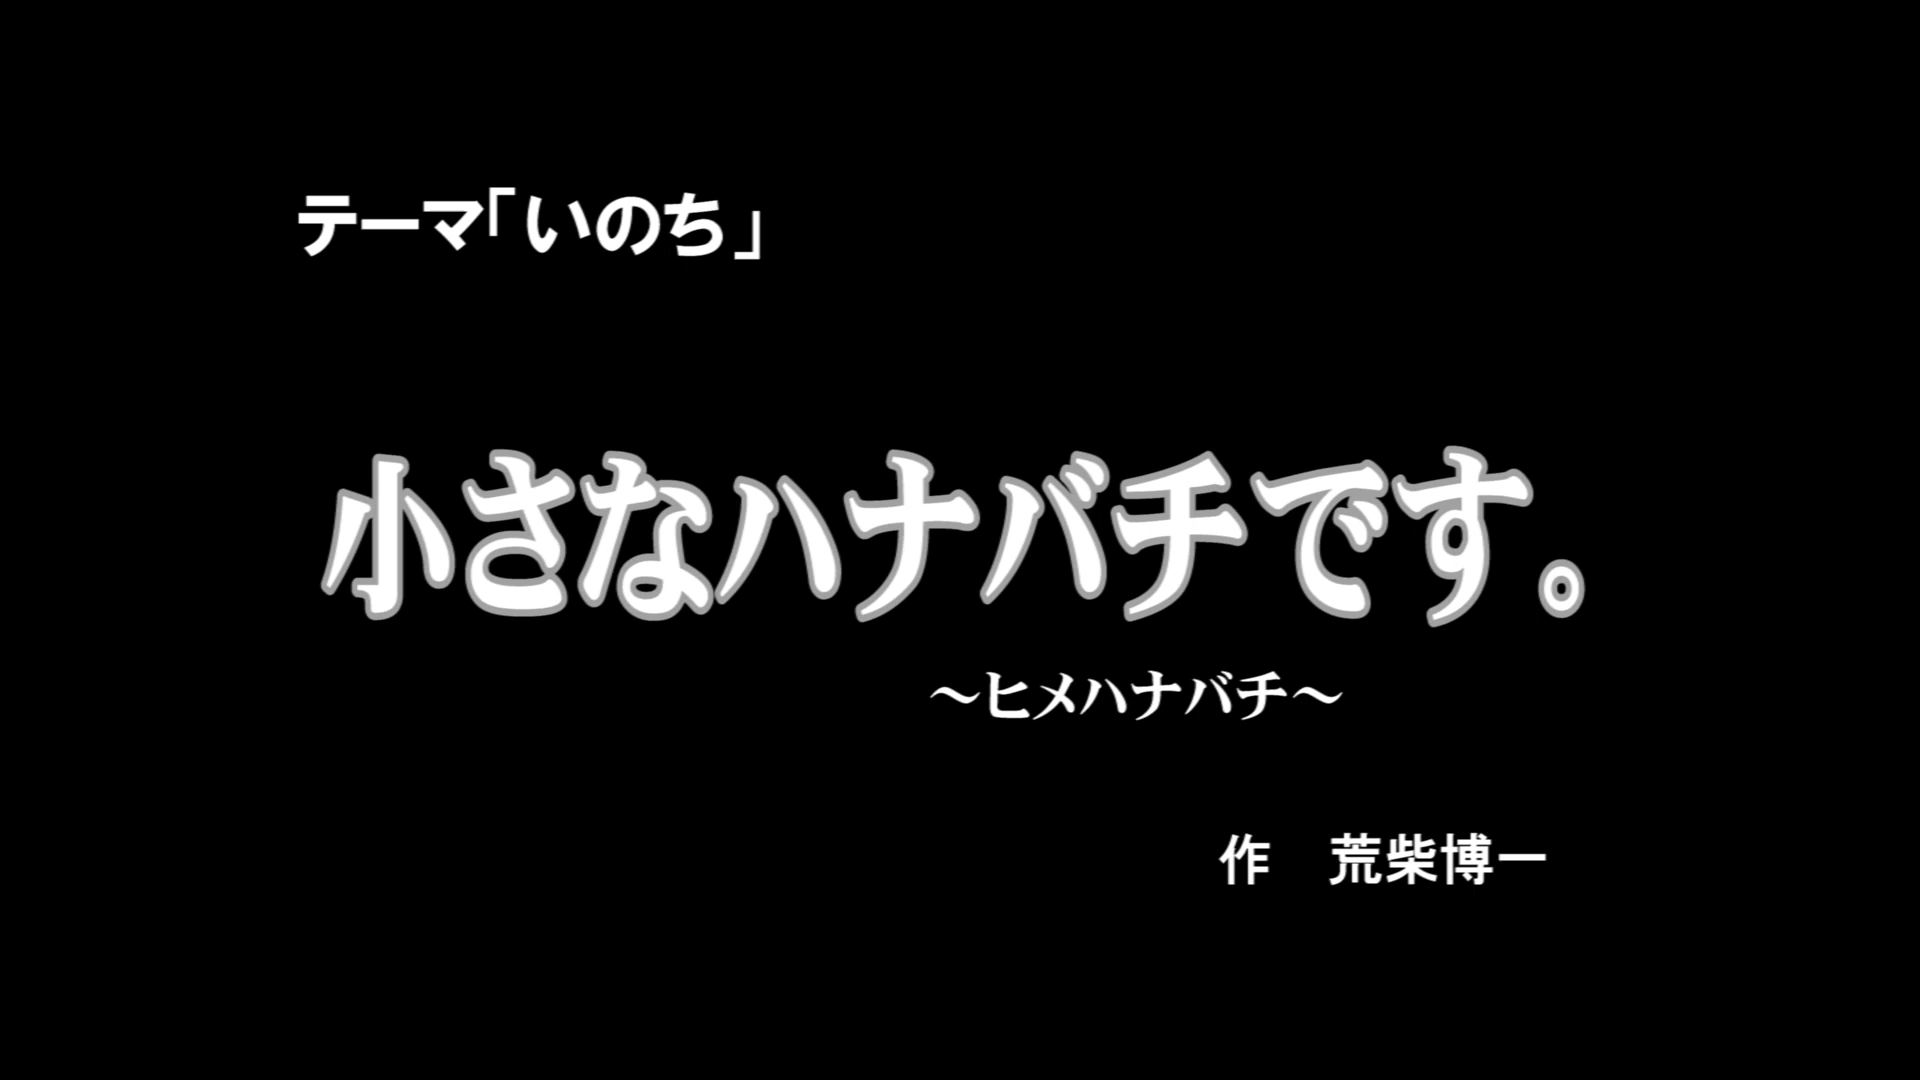 テーマ「いのち」
小さなハナバチです。
～ヒメハナバチ～
作　荒柴博一